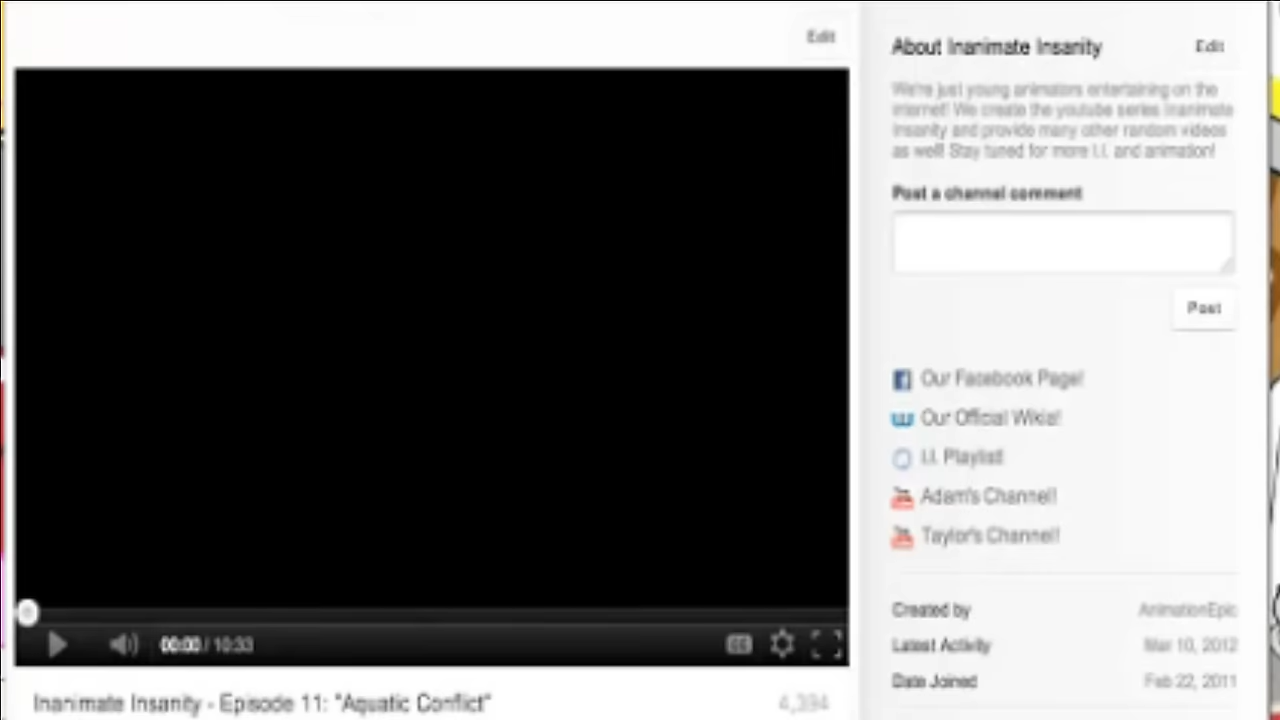 Edit
About Inanimate Insanity
Edit
We're just young animators entertaining on the
internet! We create the youtube series Inanimate
Insanity and provide many other random videos
as well! Stay tuned for more I.I. and animation!
Post a channel comment
Post
Our Facebook Page!
Our Official Wikia!
I.I. Playlist
Adam's Channel!
Taylor's Channel!
Created by AnimationEpic
Latest Activity Mar 10, 2012
Date Joined Feb 22, 2011
00:00 / 10:33
CC
Inanimate Insanity - Episode 11: "Aquatic Conflict"
4,394